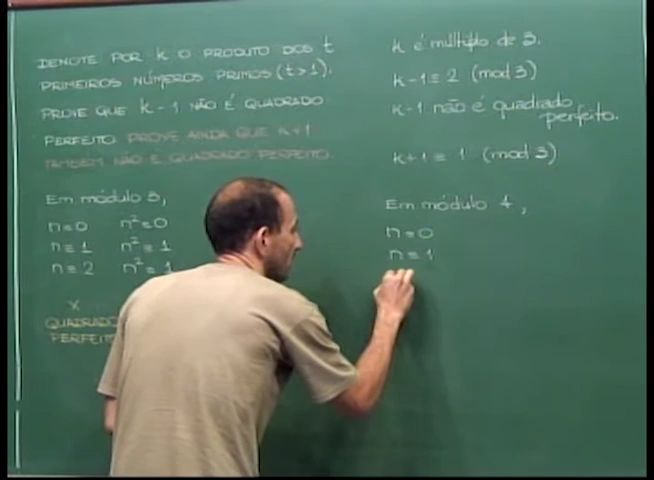 DENOTE POR K O PRODUTO DOS t
PRIMEIROS NÚMEROS PRIMOS (t>1).
PROVE QUE K-1 NÃO É QUADRADO
PERFEITO PROVE AINDA QUE K+1
TAMBÉM NÃO É QUADRADO PERFEITO.
Em módulo 3,
n≡0 n²≡0
n≡1 n²≡1
n≡2 n²≡1
X
QUADRADO
PERFEITO
K é múltiplo de 3.
K-1≡2 (mod 3)
K-1 não é quadrado
perfeito.
K+1≡1 (mod 3)
Em módulo 4,
n≡0
n≡1